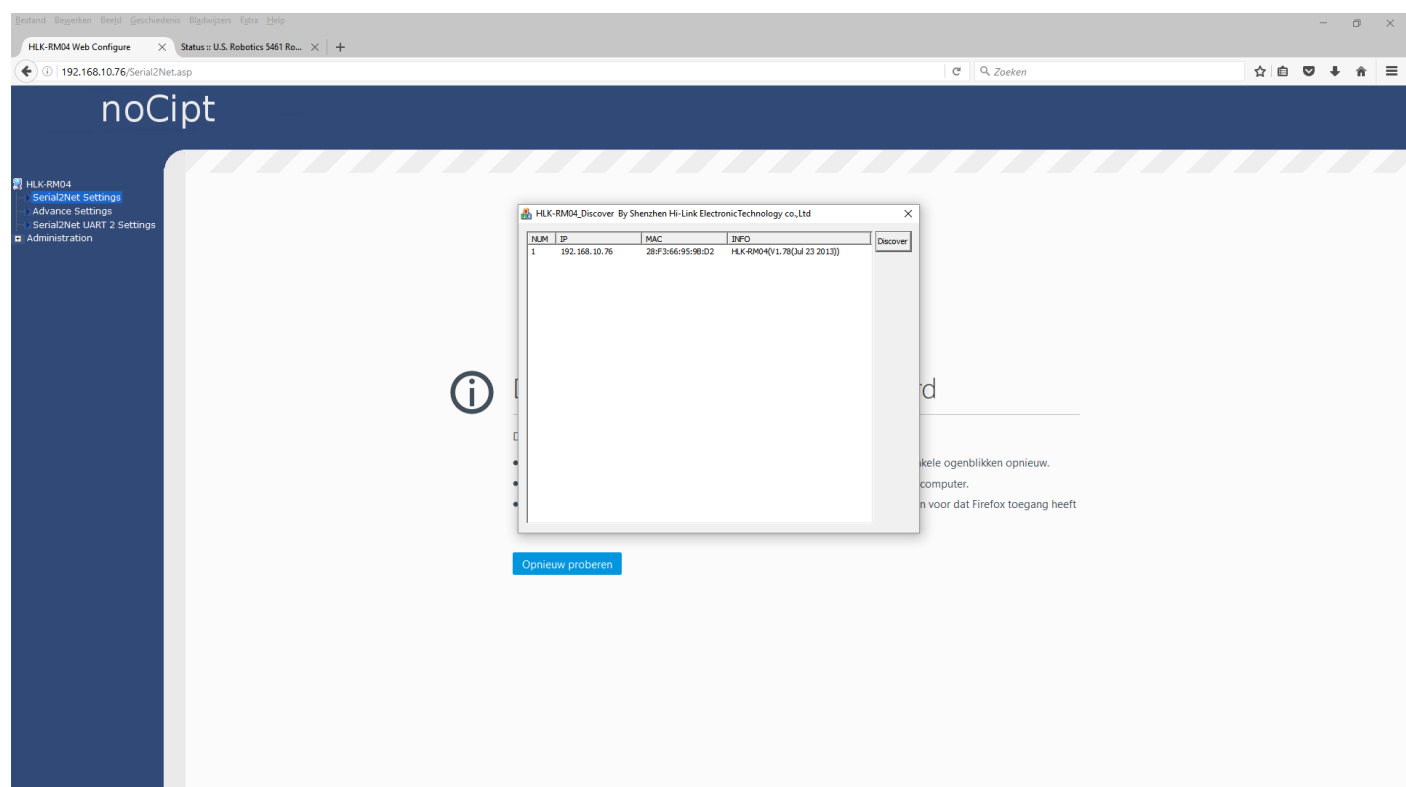 Bestand Bewerken Beeld Geschiedenis Bladwijzers Extra Help
HLK-RM04 Web Configure
Status :: U.S. Robotics 5461 Ro...
192.168.10.76/Serial2Net.asp
Zoeken
noCipt
HLK-RM04
Serial2Net Settings
Advance Settings
Serial2Net UART 2 Settings
Administration
HLK-RM04_Discover By Shenzhen Hi-Link ElectronicTechnology co.,Ltd
NUM IP MAC INFO
Discover
1 192.168.10.76 28:F3:66:95:9B:D2 HLK-RM04(V1.78(Jul 23 2013))
ogenblikken opnieuw.
computer.
voor dat Firefox toegang heeft
Opnieuw proberen